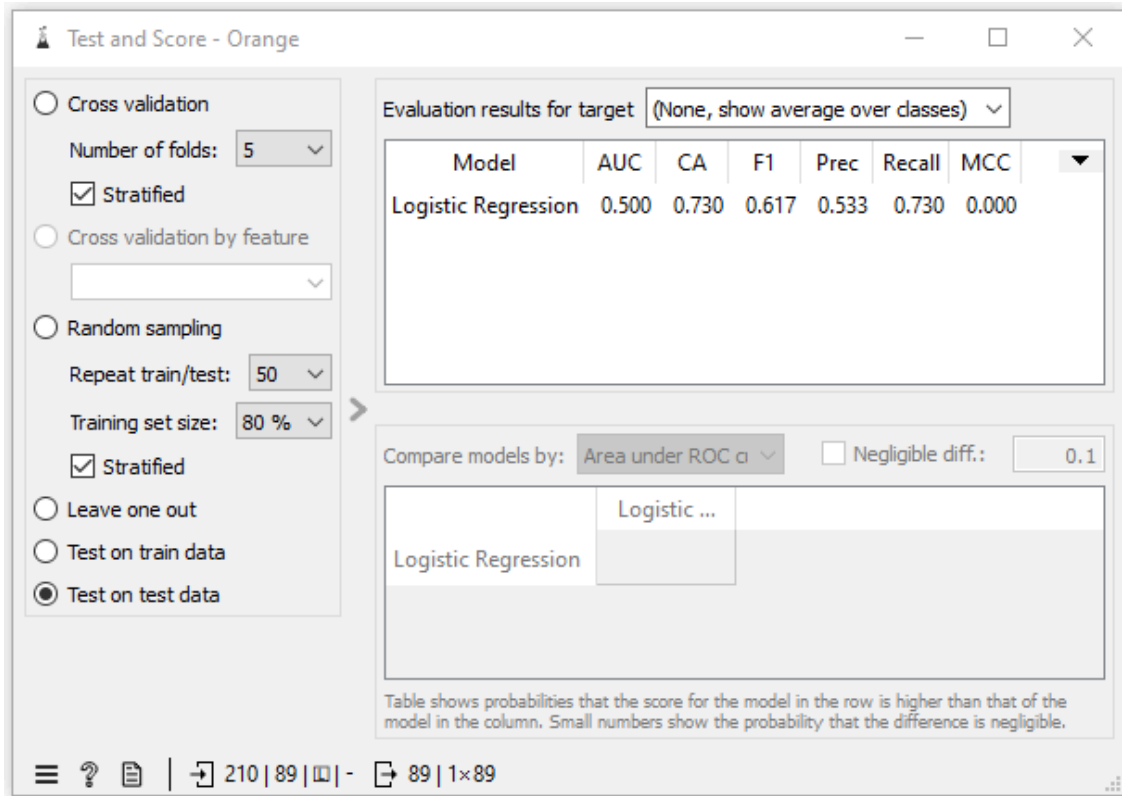 Test and Score - Orange
Cross validation
Number of folds: 5
Stratified
Cross validation by feature
Random sampling
Repeat train/test: 50
Training set size: 80 %
Stratified
Leave one out
Test on train data
Test on test data
Evaluation results for target (None, show average over classes)
Model AUC CA F1 Prec Recall MCC
Logistic Regression 0.500 0.730 0.617 0.533 0.730 0.000
Compare models by: Area under ROC cu Negligible diff.: 0.1
Logistic ...
Logistic Regression
Table shows probabilities that the score for the model in the row is higher than that of the
model in the column. Small numbers show the probability that the difference is negligible.
? 210 | 89 | | - 89 | 1×89